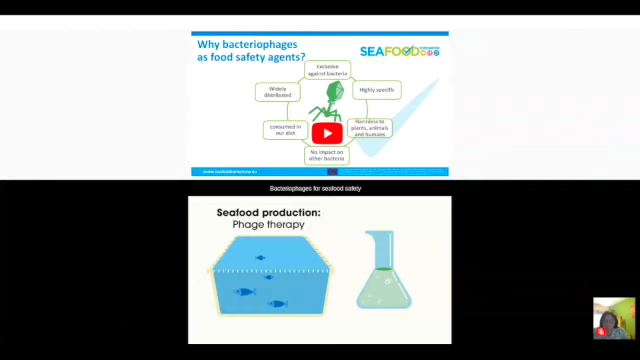 Why bacteriophages
as food safety agents?
SEAFOOD
Exclusive
against bacteria
Widely
distributed
Highly specific
consumed in
our diet
Harmless to
plants, animals
and humans
No impact on
other bacteria
Bacteriophages for seafood safety
Seafood production:
Phage therapy